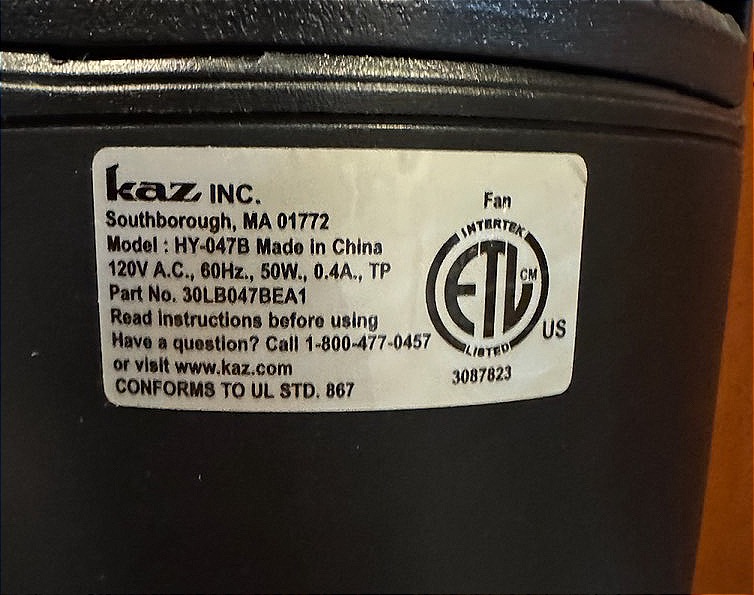 kaz INC.
Southborough, MA 01772
Model : HY-047B Made in China
120V A.C., 60Hz., 50W., 0.4A., TP
Part No. 30LB047BEA1
Read instructions before using
Have a question? Call 1-800-477-0457
or visit www.kaz.com
CONFORMS TO UL STD. 867
Fan
INTERTEK
ETL CM
US
LISTED
3087823